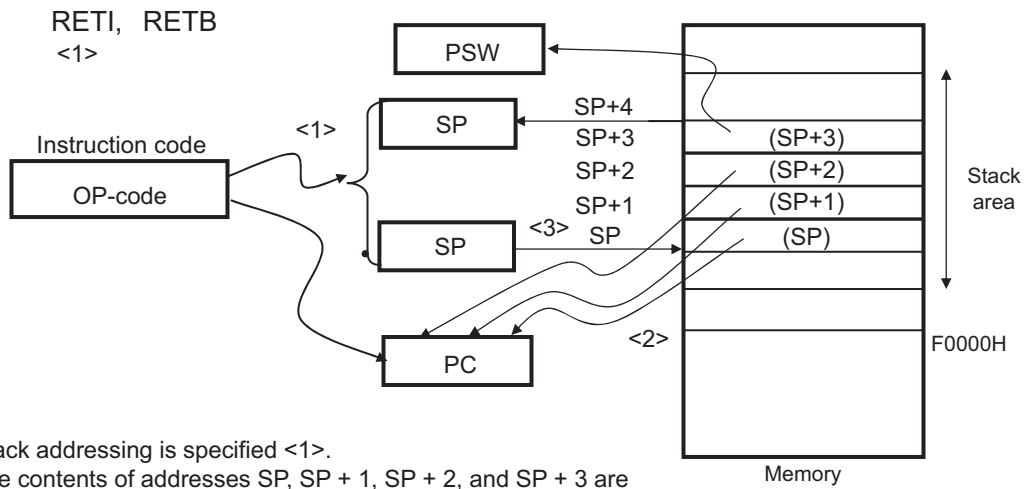 RETI, RETB
<1>
PSW
SP+4
SP
<1>
SP+3
(SP+3)
Instruction code
SP+2
(SP+2)
Stack
area
OP-code
SP+1
(SP+1)
SP
<3>
SP
(SP)
<2>
F0000H
PC
ack addressing is specified <1>.
e contents of addresses SP, SP + 1, SP + 2, and SP + 3 are
Memory